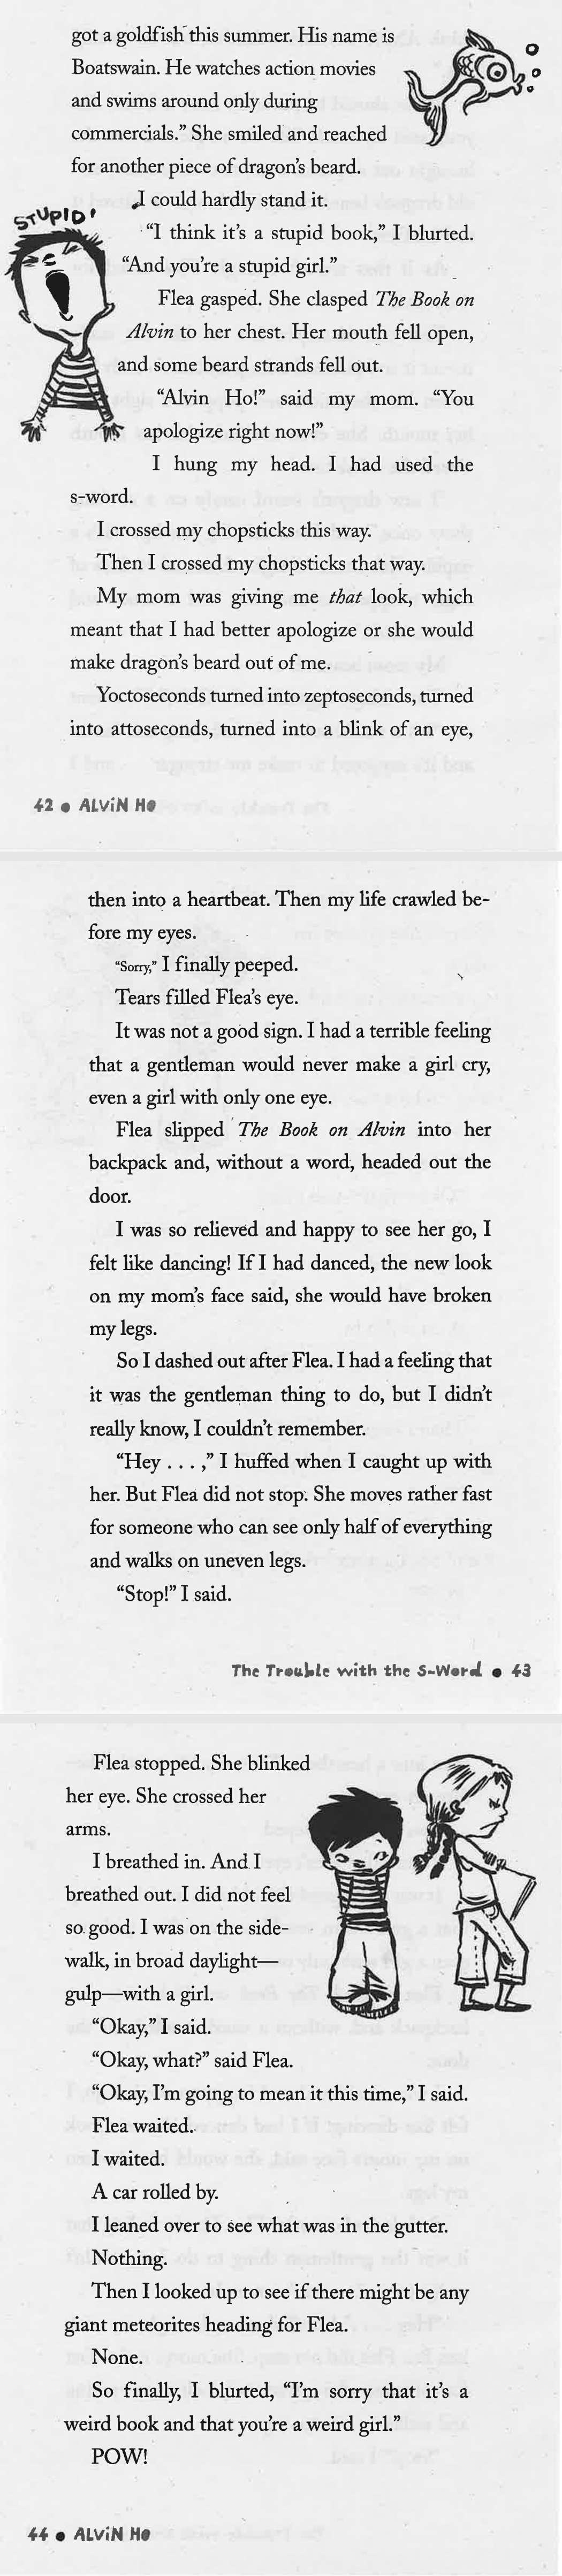 got a goldfish this summer. His name is
Boatswain. He watches action movies
and swims around only during
commercials.” She smiled and reached
for another piece of dragon’s beard.
I could hardly stand it.
STUPID!
“I think it’s a stupid book,” I blurted.
“And you’re a stupid girl.”
Flea gasped. She clasped The Book on
Alvin to her chest. Her mouth fell open,
and some beard strands fell out.
“Alvin Ho!” said my mom. “You
apologize right now!”
I hung my head. I had used the
s-word.
I crossed my chopsticks this way.
Then I crossed my chopsticks that way.
My mom was giving me that look, which
meant that I had better apologize or she would
make dragon’s beard out of me.
Yoctoseconds turned into zeptoseconds, turned
into attoseconds, turned into a blink of an eye,
42 • ALViN HO
then into a heartbeat. Then my life crawled be-
fore my eyes.
“Sorry,” I finally peeped.
Tears filled Flea’s eye.
It was not a good sign. I had a terrible feeling
that a gentleman would never make a girl cry,
even a girl with only one eye.
Flea slipped The Book on Alvin into her
backpack and, without a word, headed out the
door.
I was so relieved and happy to see her go, I
felt like dancing! If I had danced, the new look
on my mom’s face said, she would have broken
my legs.
So I dashed out after Flea. I had a feeling that
it was the gentleman thing to do, but I didn’t
really know, I couldn’t remember.
“Hey . . . ,” I huffed when I caught up with
her. But Flea did not stop. She moves rather fast
for someone who can see only half of everything
and walks on uneven legs.
“Stop!” I said.
The Trouble with the S-Word • 43
Flea stopped. She blinked
her eye. She crossed her
arms.
I breathed in. And I
breathed out. I did not feel
so good. I was on the side-
walk, in broad daylight—
gulp—with a girl.
“Okay,” I said.
“Okay, what?” said Flea.
“Okay, I’m going to mean it this time,” I said.
Flea waited.
I waited.
A car rolled by.
I leaned over to see what was in the gutter.
Nothing.
Then I looked up to see if there might be any
giant meteorites heading for Flea.
None.
So finally, I blurted, “I’m sorry that it’s a
weird book and that you’re a weird girl.”
POW!
44 • ALViN HO